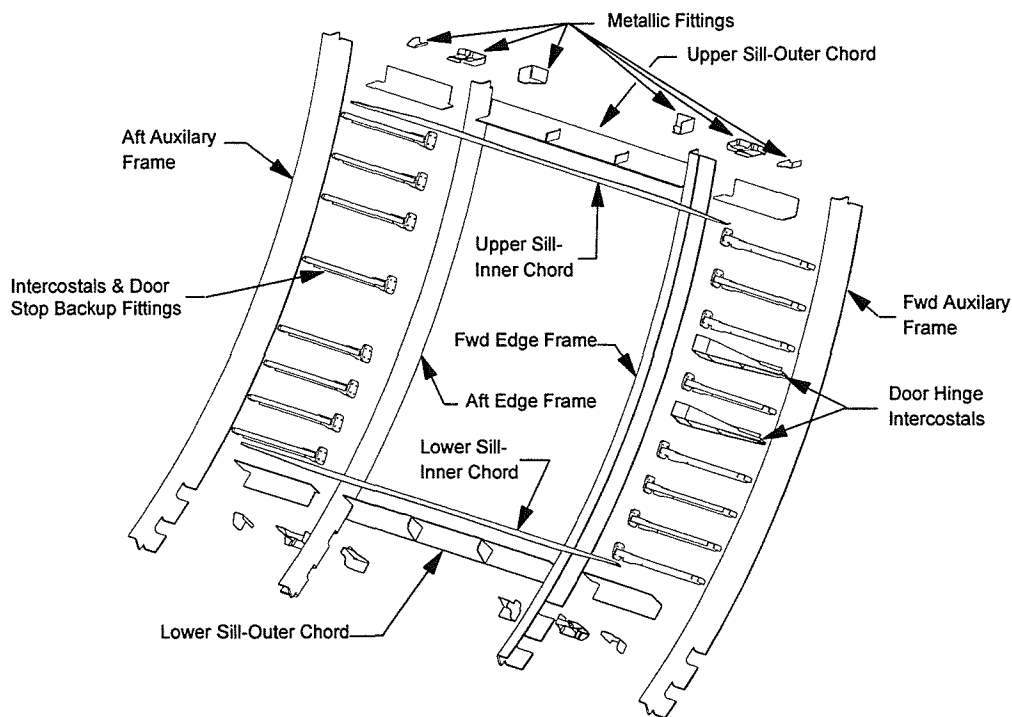 Metallic Fittings
Upper Sill-Outer Chord
Aft Auxilary
Frame
Upper Sill-
Inner Chord
Intercostals & Door
Stop Backup Fittings
Fwd Auxilary
Frame
Fwd Edge Frame
Aft Edge Frame
Door Hinge
Intercostals
Lower Sill-
Inner Chord
Lower Sill-Outer Chord